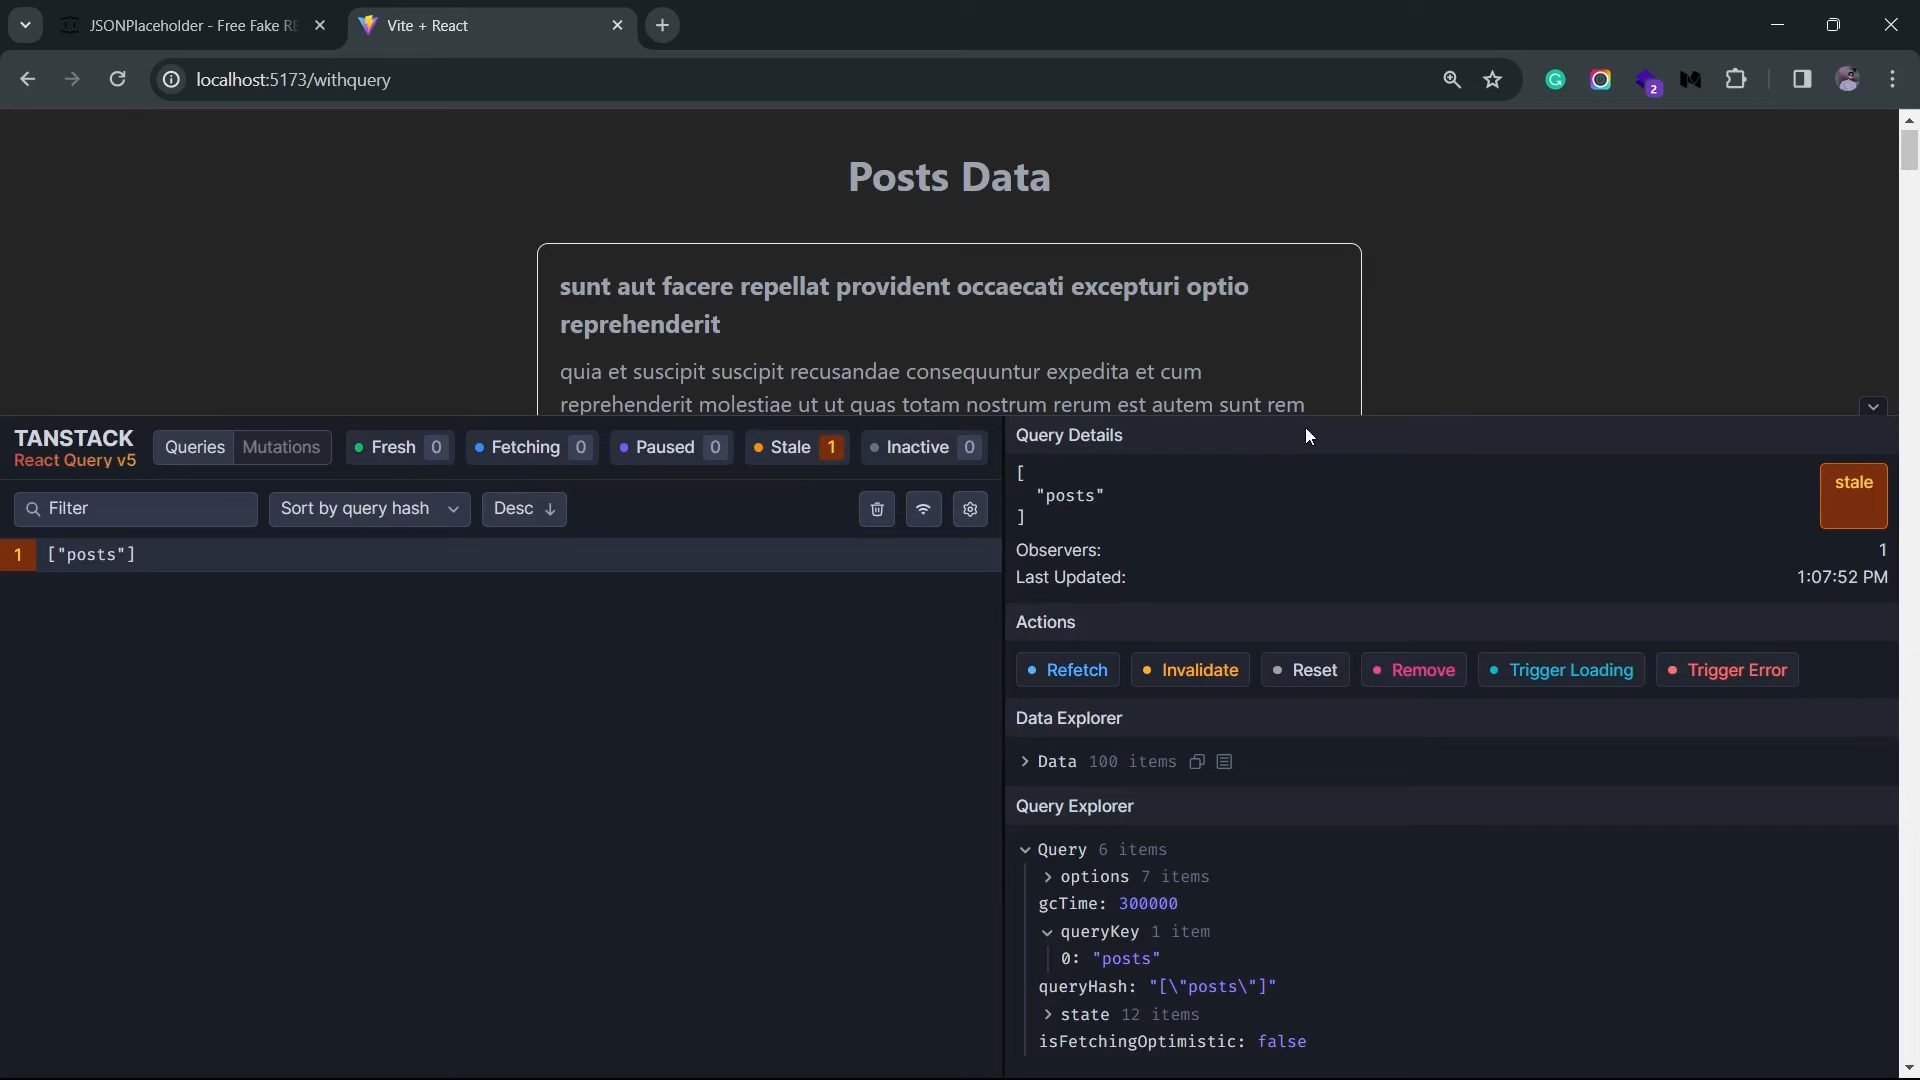 JSONPlaceholder - Free Fake RE
Vite + React
localhost:5173/withquery
2
Posts Data
sunt aut facere repellat provident occaecati excepturi optio
reprehenderit
quia et suscipit suscipit recusandae consequuntur expedita et cum
reprehenderit molestiae ut ut quas totam nostrum rerum est autem sunt rem
TANSTACK
React Query v5
Queries Mutations Fresh 0 Fetching 0 Paused 0 Stale 1 Inactive 0
Filter Sort by query hash Desc ↓
1 ["posts"]
Query Details
[
"posts"
]
stale
Observers: 1
Last Updated: 1:07:52 PM
Actions
Refetch Invalidate Reset Remove Trigger Loading Trigger Error
Data Explorer
Data 100 items
Query Explorer
Query 6 items
options 7 items
gcTime: 300000
queryKey 1 item
0: "posts"
queryHash: "[\"posts\"]"
state 12 items
isFetchingOptimistic: false